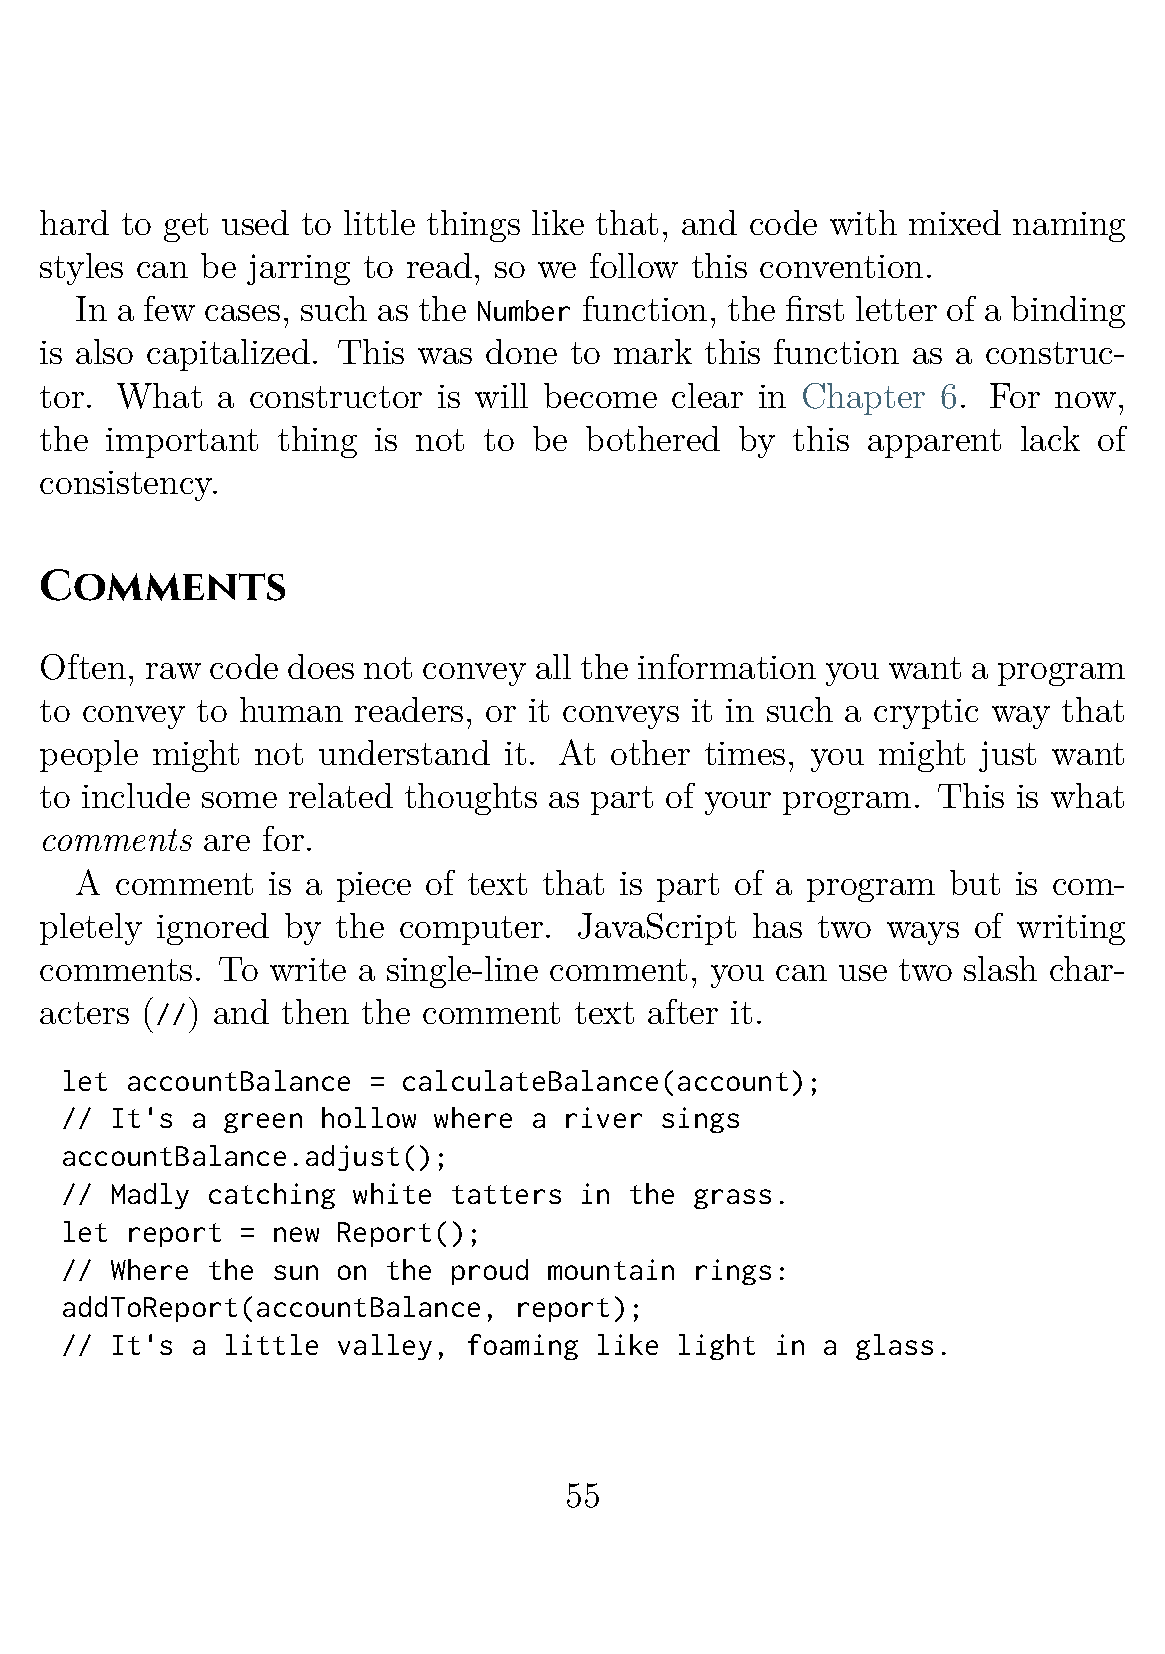 hard to get used to little things like that, and code with mixed naming
styles can be jarring to read, so we follow this convention.
In a few cases, such as the Number function, the first letter of a binding
is also capitalized. This was done to mark this function as a construc-
tor. What a constructor is will become clear in Chapter 6. For now,
the important thing is not to be bothered by this apparent lack of
consistency.
Comments
Often, raw code does not convey all the information you want a program
to convey to human readers, or it conveys it in such a cryptic way that
people might not understand it. At other times, you might just want
to include some related thoughts as part of your program. This is what
comments are for.
A comment is a piece of text that is part of a program but is com-
pletely ignored by the computer. JavaScript has two ways of writing
comments. To write a single-line comment, you can use two slash char-
acters (//) and then the comment text after it.
let accountBalance = calculateBalance(account);
// It's a green hollow where a river sings
accountBalance.adjust();
// Madly catching white tatters in the grass.
let report = new Report();
// Where the sun on the proud mountain rings:
addToReport(accountBalance, report);
// It's a little valley, foaming like light in a glass.
55